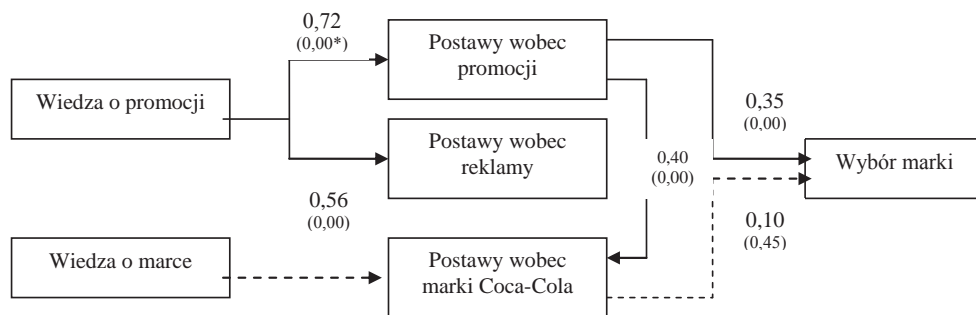 0,72
(0,00*)
Postawy wobec
promocji
Wiedza o promocji
0,35
(0,00)
Postawy wobec
reklamy
0,40
(0,00)
Wybór marki
0,56
(0,00)
0,10
(0,45)
Wiedza o marce
Postawy wobec
marki Coca-Cola